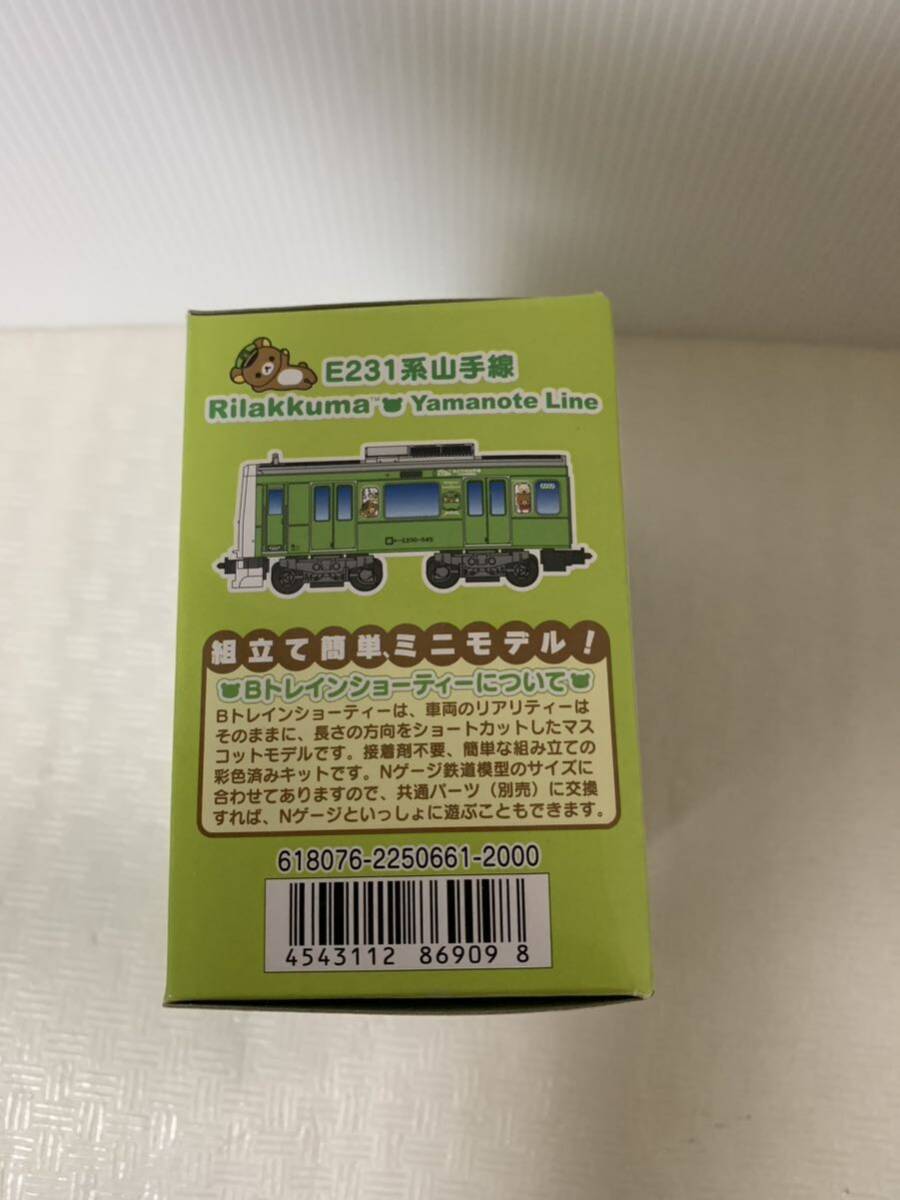 E231系山手線
Rilakkuma™ Yamanote Line
組立て簡単、ミニモデル！
Bトレインショーティーについて
Bトレインショーティーは、車両のリアリティーは
そのままに、長さの方向をショートカットしたマス
コットモデルです。接着剤不要、簡単な組み立ての
彩色済みキットです。Nゲージ鉄道模型のサイズに
合わせてありますので、共通パーツ（別売）に交換
すれば、Nゲージといっしょに遊ぶこともできます。
618076-2250661-2000
4543112 86909 8